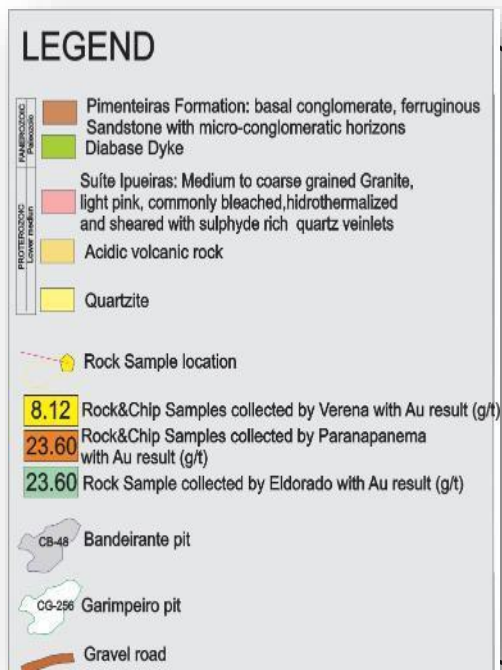 LEGEND
FANEROZOIC
Paleozoic
Pimenteiras Formation: basal conglomerate, ferruginous
Sandstone with micro-conglomeratic horizons
Diabase Dyke
PROTEROZOIC
Lower mediun
Suíte Ipueiras: Medium to coarse grained Granite,
light pink, commonly bleached,hidrothermalized
and sheared with sulphyde rich quartz veinlets
Acidic volcanic rock
Quartzite
Rock Sample location
8.12 Rock&Chip Samples collected by Verena with Au result (g/t)
23.60 Rock&Chip Samples collected by Paranapanema
with Au result (g/t)
23.60 Rock Sample collected by Eldorado with Au result (g/t)
CB-48 Bandeirante pit
CG-256 Garimpeiro pit
Gravel road